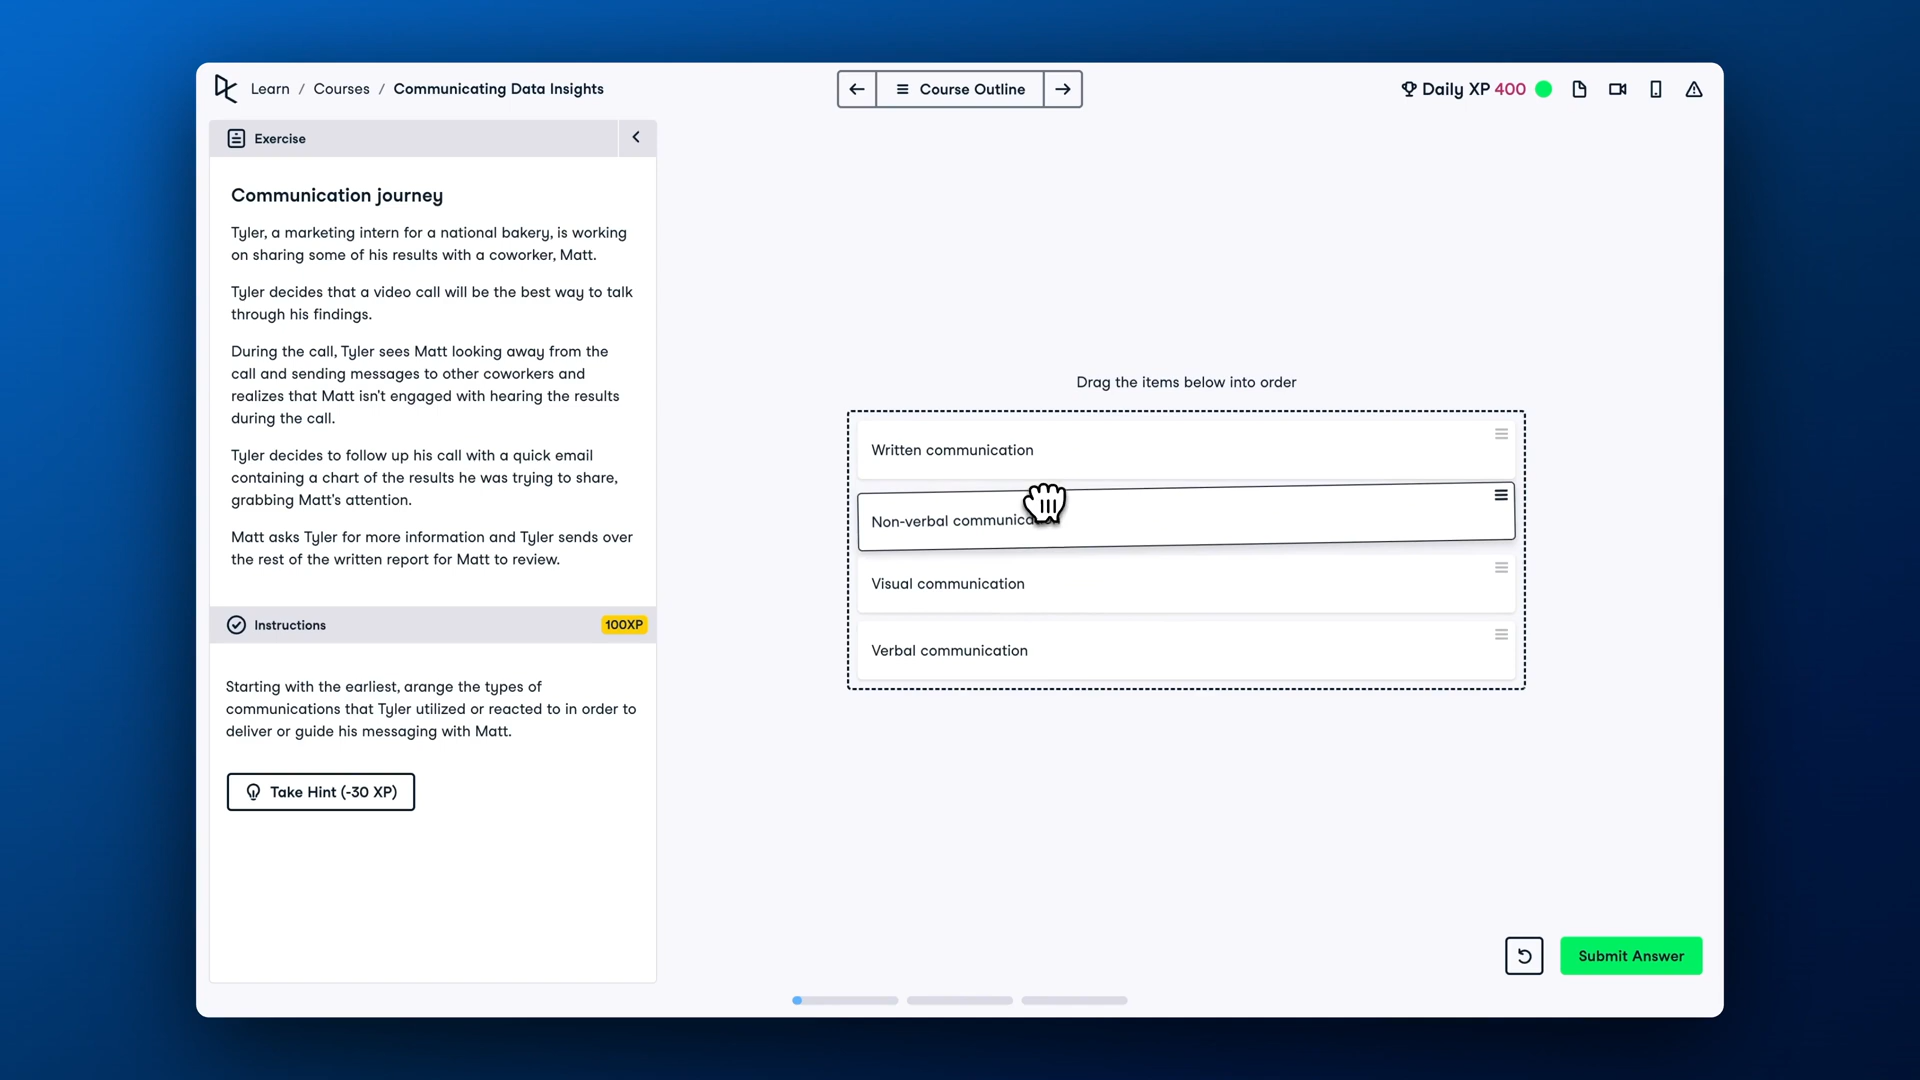 Learn / Courses / Communicating Data Insights
Course Outline
Daily XP 400
Exercise
Communication journey
Tyler, a marketing intern for a national bakery, is working
on sharing some of his results with a coworker, Matt.
Tyler decides that a video call will be the best way to talk
through his findings.
During the call, Tyler sees Matt looking away from the
call and sending messages to other coworkers and
realizes that Matt isn't engaged with hearing the results
during the call.
Tyler decides to follow up his call with a quick email
containing a chart of the results he was trying to share,
grabbing Matt's attention.
Matt asks Tyler for more information and Tyler sends over
the rest of the written report for Matt to review.
Instructions
100XP
Starting with the earliest, arange the types of
communications that Tyler utilized or reacted to in order to
deliver or guide his messaging with Matt.
Take Hint (-30 XP)
Drag the items below into order
Written communication
Non-verbal communication
Visual communication
Verbal communication
Submit Answer